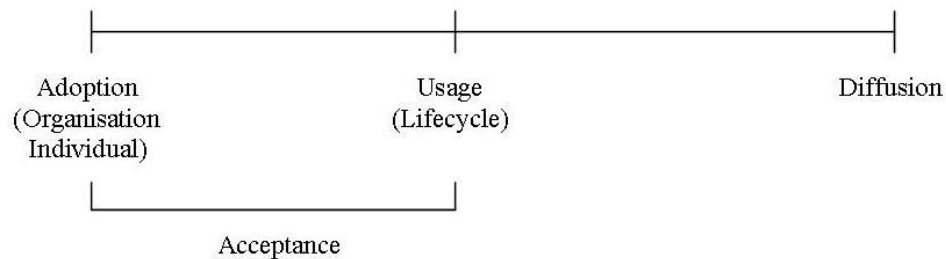 Adoption
(Organisation
Individual)
Usage
(Lifecycle)
Diffusion
Acceptance